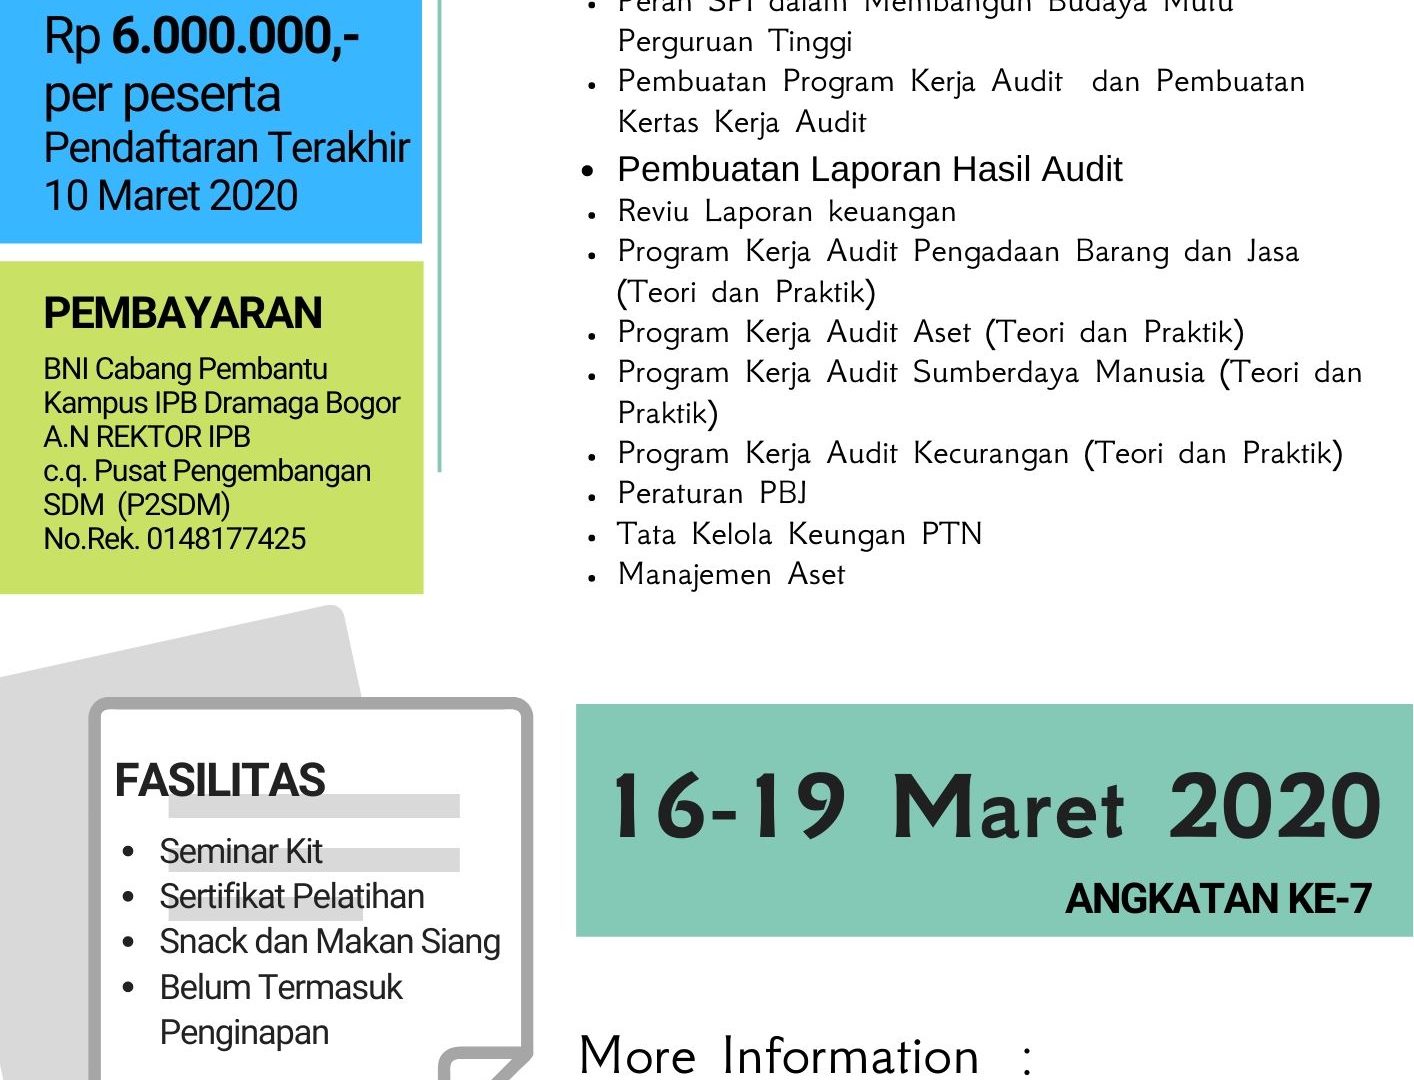 Rp 6.000.000,-
per peserta
Pendaftaran Terakhir
10 Maret 2020
PEMBAYARAN
BNI Cabang Pembantu
Kampus IPB Dramaga Bogor
A.N REKTOR IPB
c.q. Pusat Pengembangan
SDM (P2SDM)
No.Rek. 0148177425
FASILITAS
• Seminar Kit
• Sertifikat Pelatihan
• Snack dan Makan Siang
• Belum Termasuk
Penginapan
• Peran SPI dalam Membangun Budaya Mutu
Perguruan Tinggi
• Pembuatan Program Kerja Audit dan Pembuatan
Kertas Kerja Audit
• Pembuatan Laporan Hasil Audit
• Reviu Laporan keuangan
• Program Kerja Audit Pengadaan Barang dan Jasa
(Teori dan Praktik)
• Program Kerja Audit Aset (Teori dan Praktik)
• Program Kerja Audit Sumberdaya Manusia (Teori dan
Praktik)
• Program Kerja Audit Kecurangan (Teori dan Praktik)
• Peraturan PBJ
• Tata Kelola Keungan PTN
• Manajemen Aset
16-19 Maret 2020
ANGKATAN KE-7
More Information :